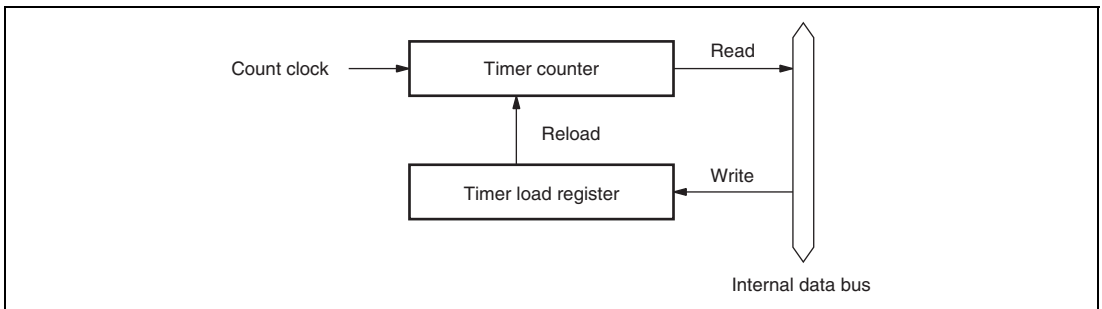 Read
Count clock
Timer counter
Reload
Write
Timer load register
Internal data bus